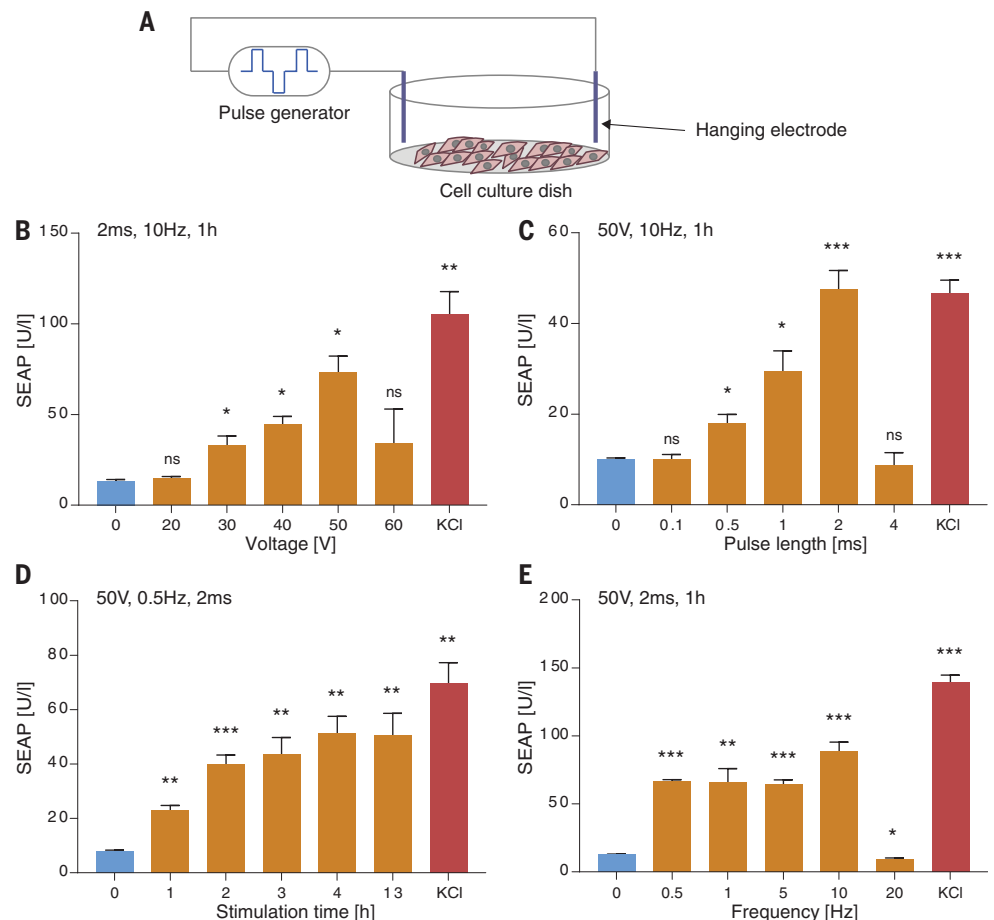 A
Pulse generator
Hanging electrode
Cell culture dish
B
2ms, 10Hz, 1h
SEAP [U/l]
150
100
50
0
ns
*
*
*
ns
**
0 20 30 40 50 60 KCl
Voltage [V]
C
50V, 10Hz, 1h
SEAP [U/l]
60
40
20
0
ns
*
*
***
ns
***
0 0.1 0.5 1 2 4 KCl
Pulse length [ms]
D
50V, 0.5Hz, 2ms
SEAP [U/l]
100
80
60
40
20
0
**
***
**
**
**
**
0 1 2 3 4 13 KCl
Stimulation time [h]
E
50V, 2ms, 1h
SEAP [U/l]
200
150
100
50
0
***
**
***
***
*
***
0 0.5 1 5 10 20 KCl
Frequency [Hz]